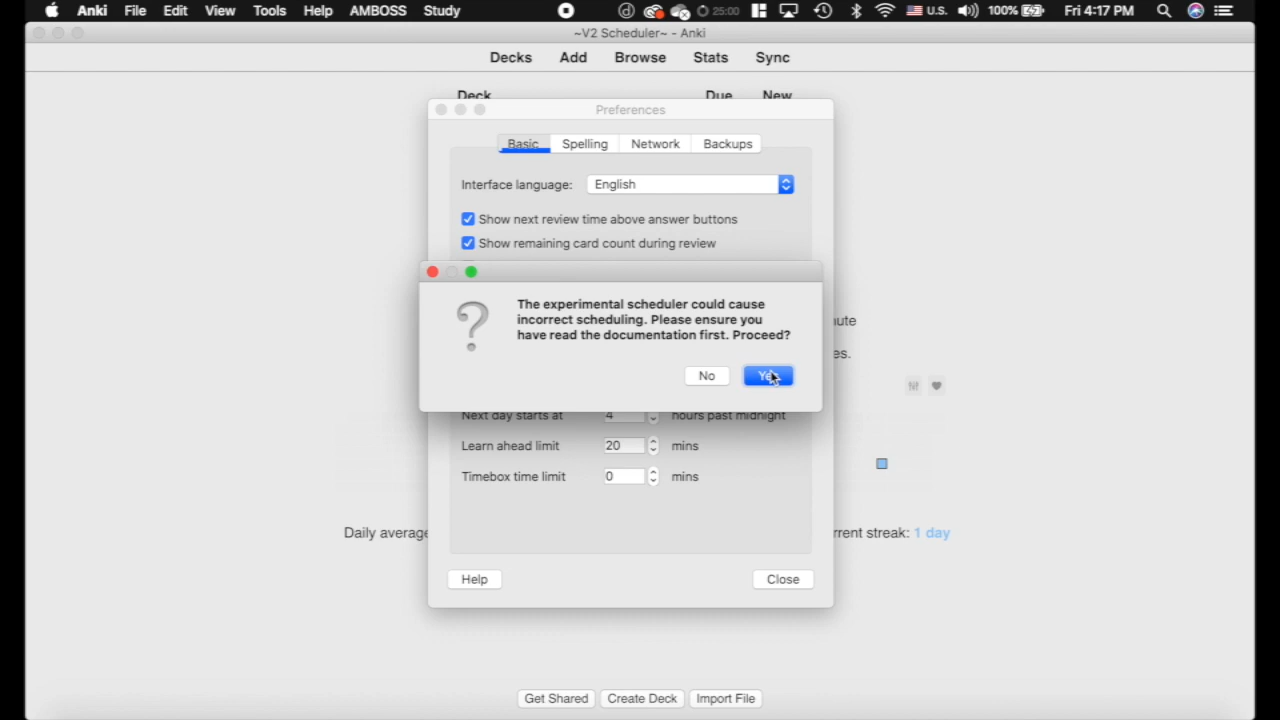 Anki File Edit View Tools Help AMBOSS Study 25:00 U.S. 100% Fri 4:17 PM
~V2 Scheduler~ - Anki
Decks Add Browse Stats Sync
Deck Due New
Preferences
Basic Spelling Network Backups
Interface language: English
Show next review time above answer buttons
Show remaining card count during review
The experimental scheduler could cause
incorrect scheduling. Please ensure you
have read the documentation first. Proceed?
No Yes
Next day starts at 4 hours past midnight
Learn ahead limit 20 mins
Timebox time limit 0 mins
Daily average rrent streak: 1 day
Help Close
Get Shared Create Deck Import File